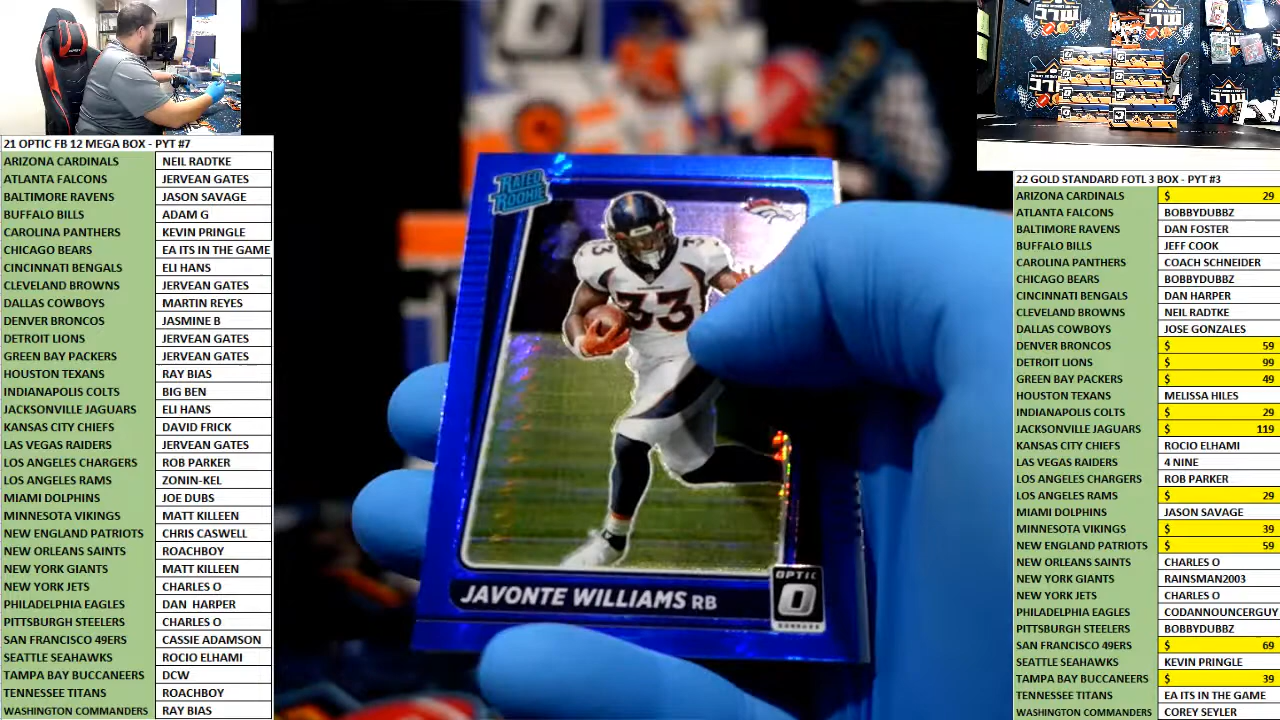 21 OPTIC FB 12 MEGA BOX - PYT #7
ARIZONA CARDINALS NEIL RADTKE
ATLANTA FALCONS JERVEAN GATES
BALTIMORE RAVENS JASON SAVAGE
BUFFALO BILLS ADAM G
CAROLINA PANTHERS KEVIN PRINGLE
CHICAGO BEARS EA ITS IN THE GAME
CINCINNATI BENGALS ELI HANS
CLEVELAND BROWNS JERVEAN GATES
DALLAS COWBOYS MARTIN REYES
DENVER BRONCOS JASMINE B
DETROIT LIONS JERVEAN GATES
GREEN BAY PACKERS JERVEAN GATES
HOUSTON TEXANS RAY BIAS
INDIANAPOLIS COLTS BIG BEN
JACKSONVILLE JAGUARS ELI HANS
KANSAS CITY CHIEFS DAVID FRICK
LAS VEGAS RAIDERS JERVEAN GATES
LOS ANGELES CHARGERS ROB PARKER
LOS ANGELES RAMS ZONIN-KEL
MIAMI DOLPHINS JOE DUBS
MINNESOTA VIKINGS MATT KILLEEN
NEW ENGLAND PATRIOTS CHRIS CASWELL
NEW ORLEANS SAINTS ROACHBOY
NEW YORK GIANTS MATT KILLEEN
NEW YORK JETS CHARLES O
PHILADELPHIA EAGLES DAN HARPER
PITTSBURGH STEELERS CHARLES O
SAN FRANCISCO 49ERS CASSIE ADAMSON
SEATTLE SEAHAWKS ROCIO ELHAMI
TAMPA BAY BUCCANEERS DCW
TENNESSEE TITANS ROACHBOY
WASHINGTON COMMANDERS RAY BIAS
RATED
ROOKIE
33
33
33
JAVONTE WILLIAMS RB
OPTIC
DONRUSS
22 GOLD STANDARD FOTL 3 BOX - PYT #3
ARIZONA CARDINALS $ 29
ATLANTA FALCONS BOBBYDUBBZ
BALTIMORE RAVENS DAN FOSTER
BUFFALO BILLS JEFF COOK
CAROLINA PANTHERS COACH SCHNEIDER
CHICAGO BEARS BOBBYDUBBZ
CINCINNATI BENGALS DAN HARPER
CLEVELAND BROWNS NEIL RADTKE
DALLAS COWBOYS JOSE GONZALES
DENVER BRONCOS $ 59
DETROIT LIONS $ 99
GREEN BAY PACKERS $ 49
HOUSTON TEXANS MELISSA HILES
INDIANAPOLIS COLTS $ 29
JACKSONVILLE JAGUARS $ 119
KANSAS CITY CHIEFS ROCIO ELHAMI
LAS VEGAS RAIDERS 4 NINE
LOS ANGELES CHARGERS ROB PARKER
LOS ANGELES RAMS $ 29
MIAMI DOLPHINS JASON SAVAGE
MINNESOTA VIKINGS $ 39
NEW ENGLAND PATRIOTS $ 59
NEW ORLEANS SAINTS CHARLES O
NEW YORK GIANTS RAINSMAN2003
NEW YORK JETS CHARLES O
PHILADELPHIA EAGLES CODANNOUNCERGUY
PITTSBURGH STEELERS BOBBYDUBBZ
SAN FRANCISCO 49ERS $ 69
SEATTLE SEAHAWKS KEVIN PRINGLE
TAMPA BAY BUCCANEERS $ 39
TENNESSEE TITANS EA ITS IN THE GAME
WASHINGTON COMMANDERS COREY SEYLER